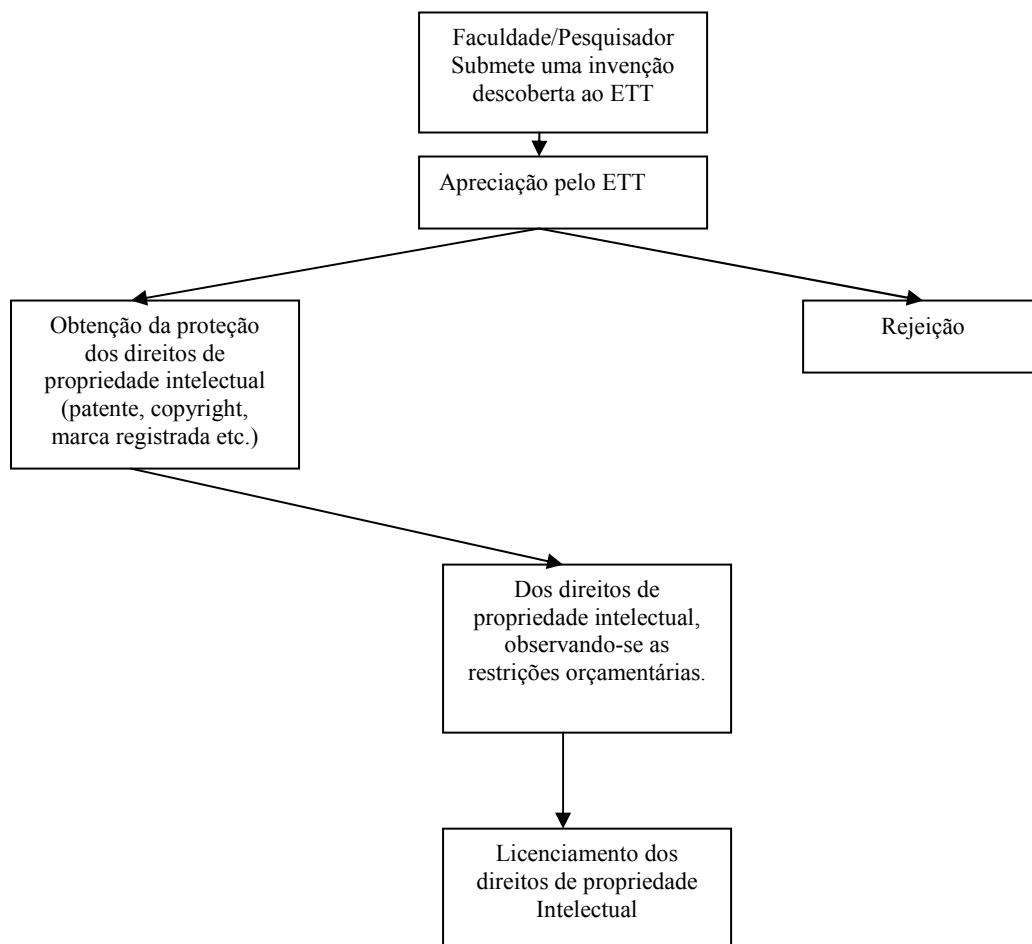 Faculdade/Pesquisador
Submete uma invenção
descoberta ao ETT
Apreciação pelo ETT
Obtenção da proteção
dos direitos de
propriedade intelectual
(patente, copyright,
marca registrada etc.)
Rejeição
Dos direitos de
propriedade intelectual,
observando-se as
restrições orçamentárias.
Licenciamento dos
direitos de propriedade
Intelectual